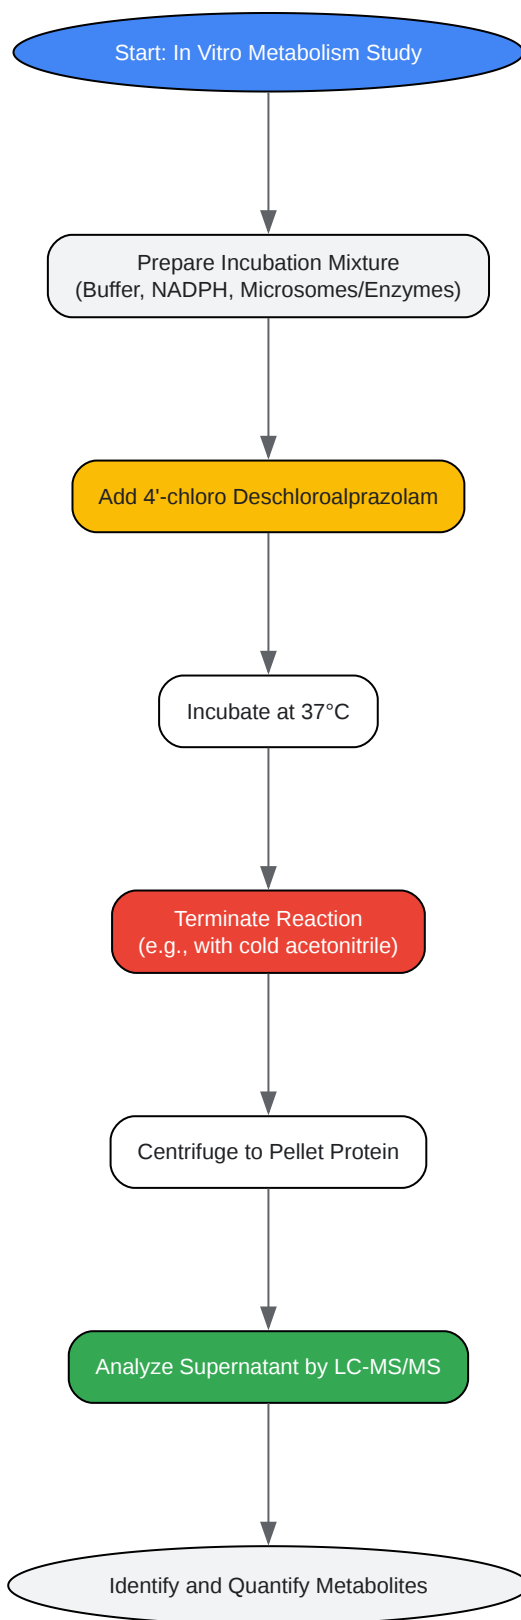 Start: In Vitro Metabolism Study
Prepare Incubation Mixture
(Buffer, NADPH, Microsomes/Enzymes)
Add 4'-chloro Deschloroalprazolam
Incubate at 37°C
Terminate Reaction
(e.g., with cold acetonitrile)
Centrifuge to Pellet Protein
Analyze Supernatant by LC-MS/MS
Identify and Quantify Metabolites